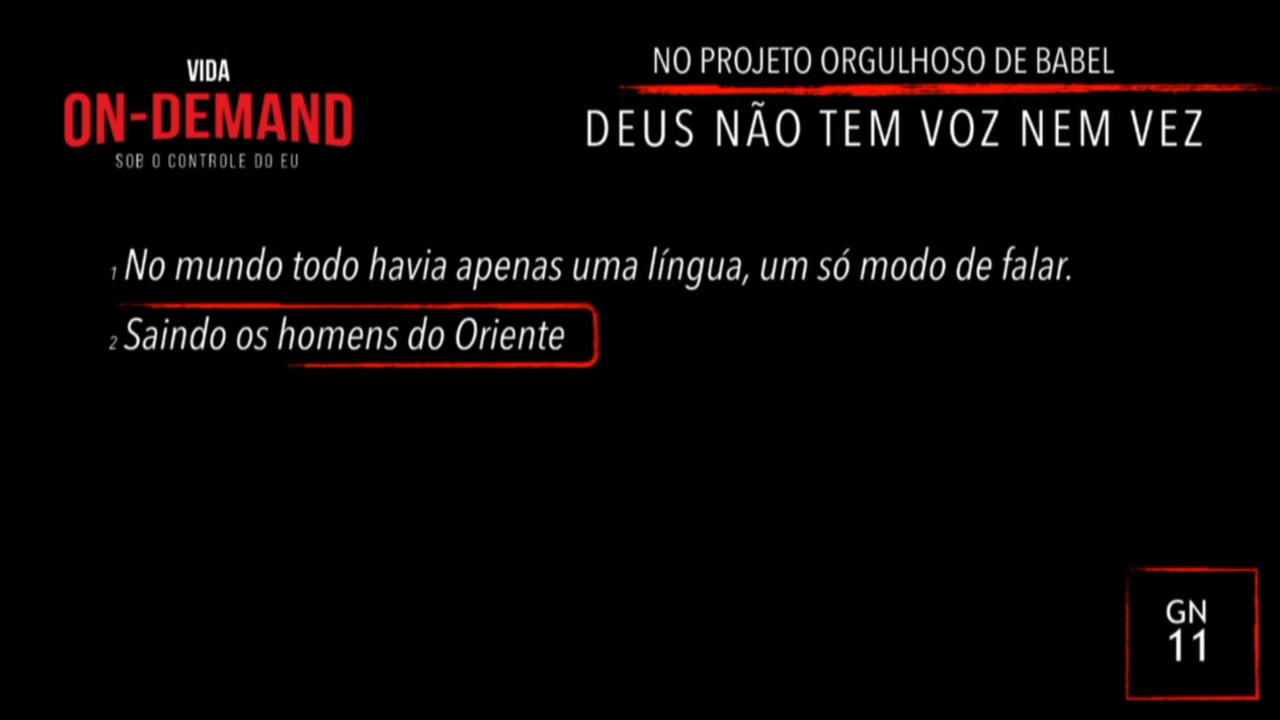 VIDA
ON-DEMAND
SOB O CONTROLE DO EU
NO PROJETO ORGULHOSO DE BABEL
DEUS NÃO TEM VOZ NEM VEZ
1 No mundo todo havia apenas uma língua, um só modo de falar.
2 Saindo os homens do Oriente
GN
11